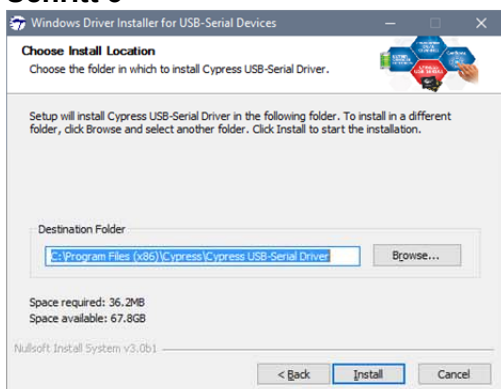 Windows Driver Installer for USB-Serial Devices
Choose Install Location
Choose the folder in which to install Cypress USB-Serial Driver.
Setup will install Cypress USB-Serial Driver in the following folder. To install in a different
folder, click Browse and select another folder. Click Install to start the installation.
Destination Folder
C:\Program Files (x86)\Cypress\Cypress USB-Serial Driver
Browse...
Space required: 36.2MB
Space available: 67.8GB
Nullsoft Install System v3.0b1
< Back
Install
Cancel